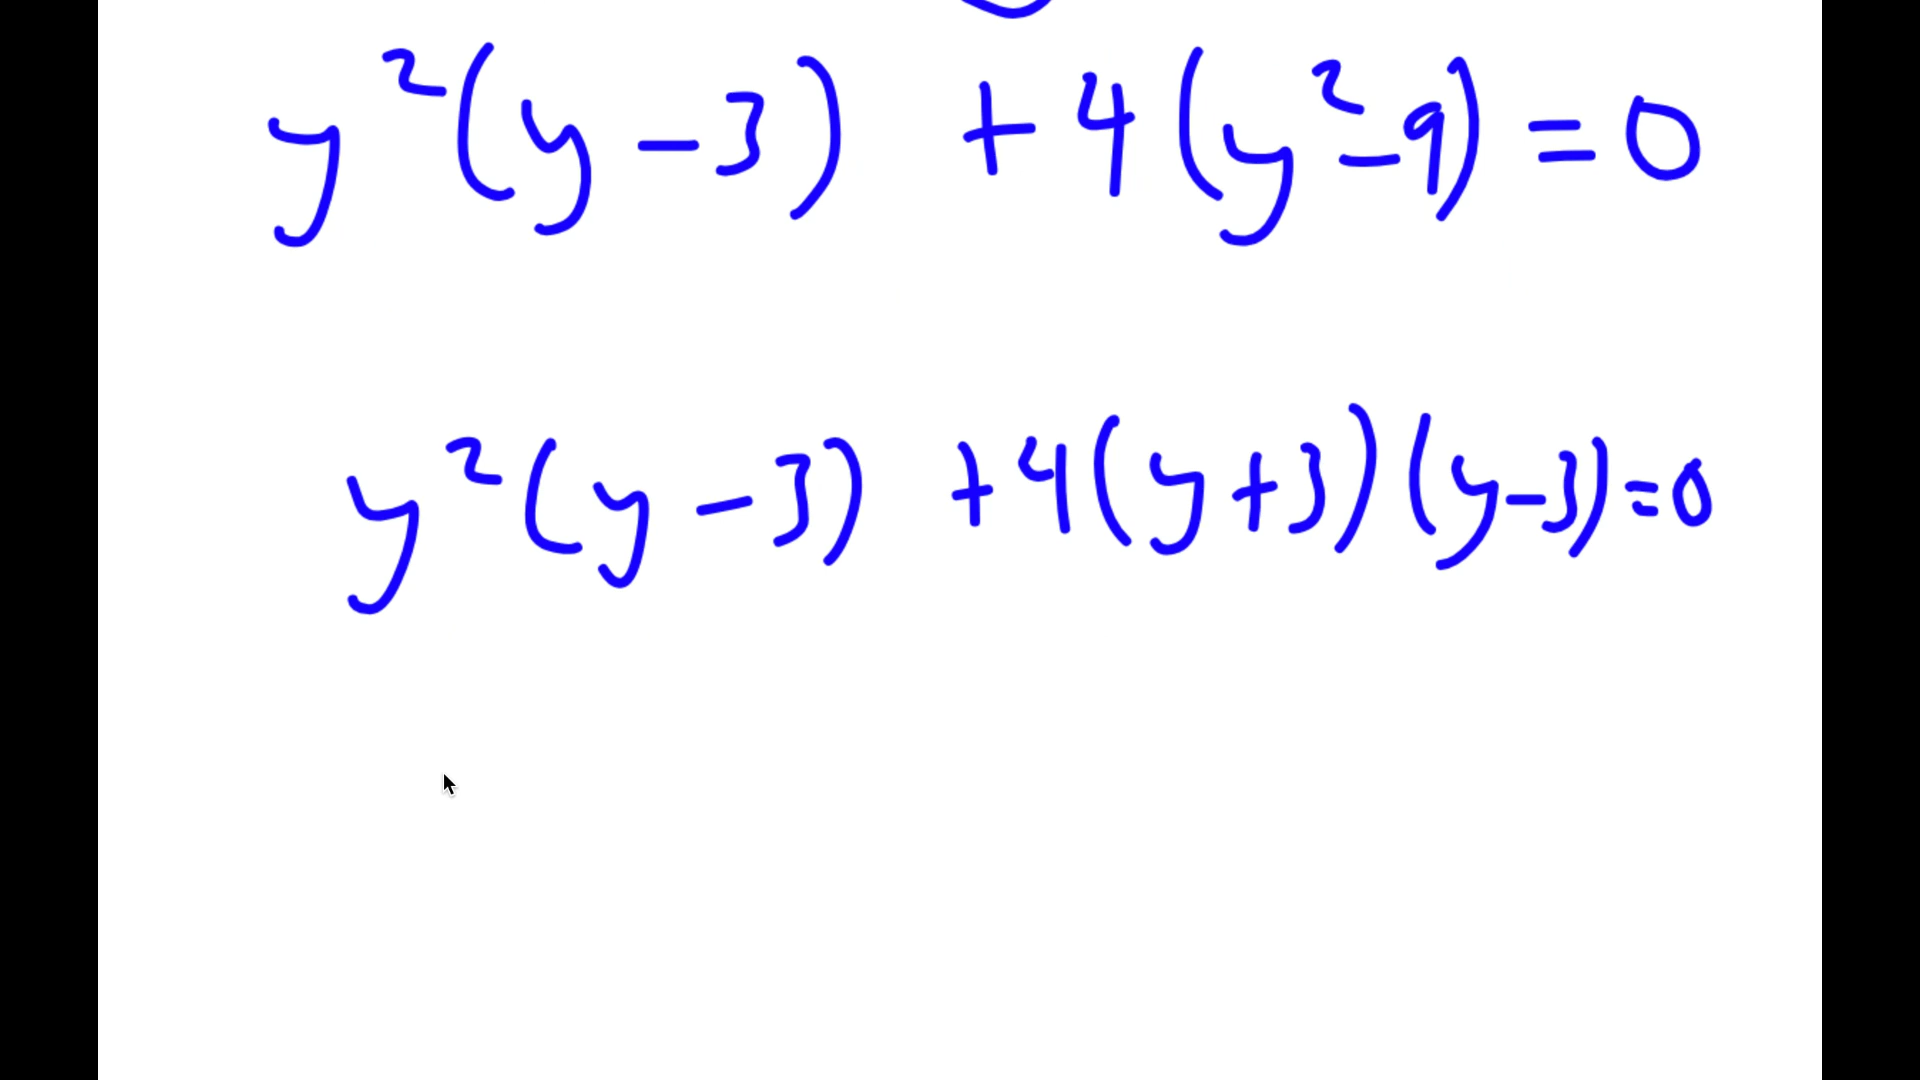 y²(y-3) +4(y²-9) = 0
y²(y-3) +4(y+3)(y-3)=0